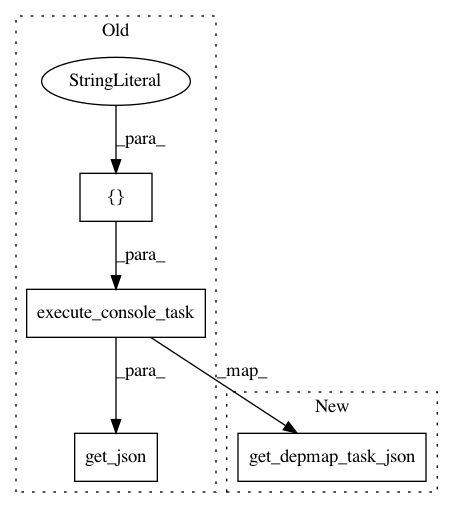 Old
StringLiteral
_para_
{}
_para_
execute_console_task
_para_
_map_
New
get_json
get_depmap_task_json